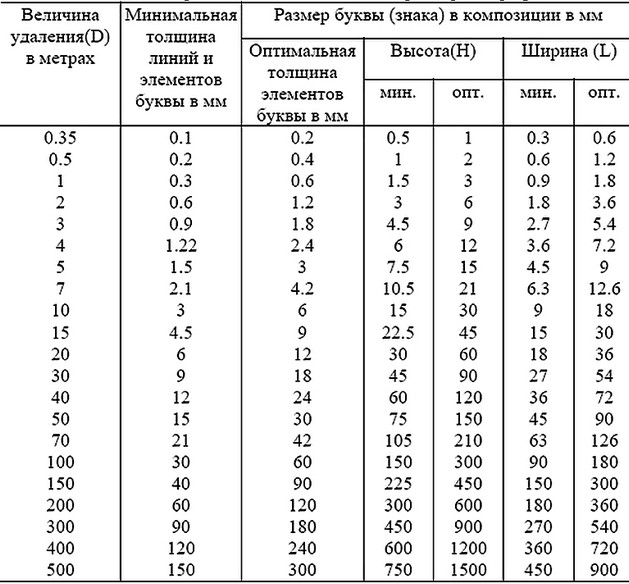 Величина удаления(D) в метрах | Минимальная толщина линий и элементов буквы в мм | Размер буквы (знака) в композиции в мм
Оптимальная толщина элементов буквы в мм | Высота(H) | Ширина (L)
мин. | опт. | мин. | опт.
0.35 | 0.1 | 0.2 | 0.5 | 1 | 0.3 | 0.6
0.5 | 0.2 | 0.4 | 1 | 2 | 0.6 | 1.2
1 | 0.3 | 0.6 | 1.5 | 3 | 0.9 | 1.8
2 | 0.6 | 1.2 | 3 | 6 | 1.8 | 3.6
3 | 0.9 | 1.8 | 4.5 | 9 | 2.7 | 5.4
4 | 1.22 | 2.4 | 6 | 12 | 3.6 | 7.2
5 | 1.5 | 3 | 7.5 | 15 | 4.5 | 9
7 | 2.1 | 4.2 | 10.5 | 21 | 6.3 | 12.6
10 | 3 | 6 | 15 | 30 | 9 | 18
15 | 4.5 | 9 | 22.5 | 45 | 15 | 30
20 | 6 | 12 | 30 | 60 | 18 | 36
30 | 9 | 18 | 45 | 90 | 27 | 54
40 | 12 | 24 | 60 | 120 | 36 | 72
50 | 15 | 30 | 75 | 150 | 45 | 90
70 | 21 | 42 | 105 | 210 | 63 | 126
100 | 30 | 60 | 150 | 300 | 90 | 180
150 | 40 | 90 | 225 | 450 | 150 | 300
200 | 60 | 120 | 300 | 600 | 180 | 360
300 | 90 | 180 | 450 | 900 | 270 | 540
400 | 120 | 240 | 600 | 1200 | 360 | 720
500 | 150 | 300 | 750 | 1500 | 450 | 900